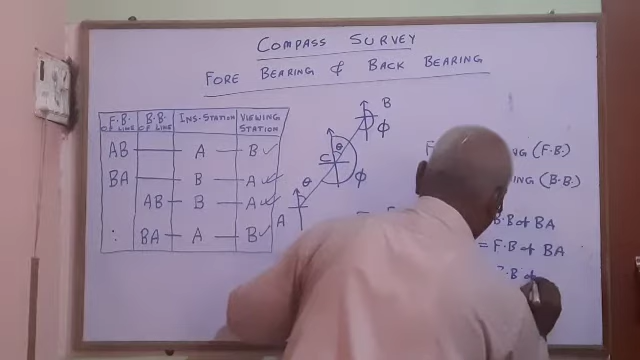 COMPASS SURVEY
FORE BEARING & BACK BEARING
F.B. OF LINE B.B. OF LINE INS.STATION VIEWING STATION
AB A B ✓
BA B A ✓
AB B A ✓
∴ BA A B ✓
B
φ
θ
C
θ
φ
A
(F.B.)
(B.B.)
B.B of BA
= F.B of BA
B.B of